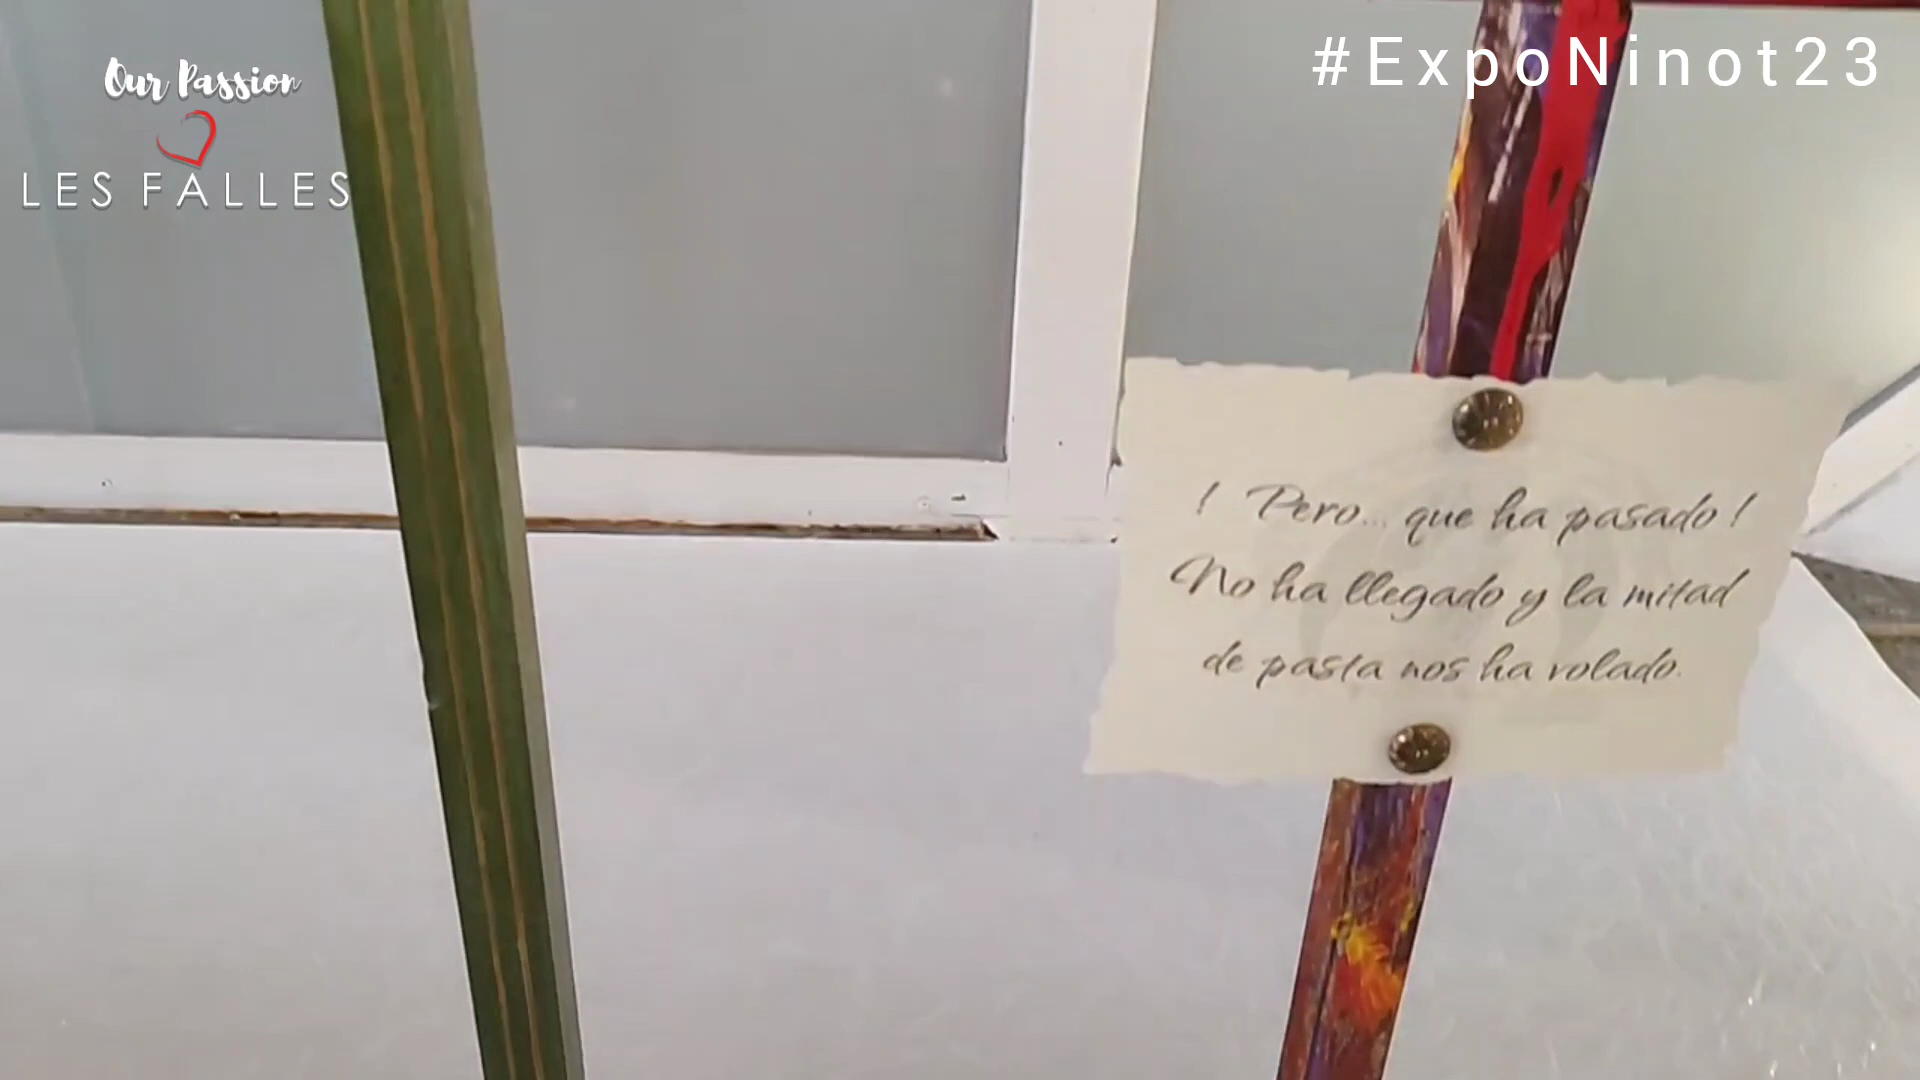 Our Passion
LES FALLES
#ExpoNinot23
! Pero... que ha pasado !
No ha llegado y la mitad
de pasta nos ha volado.